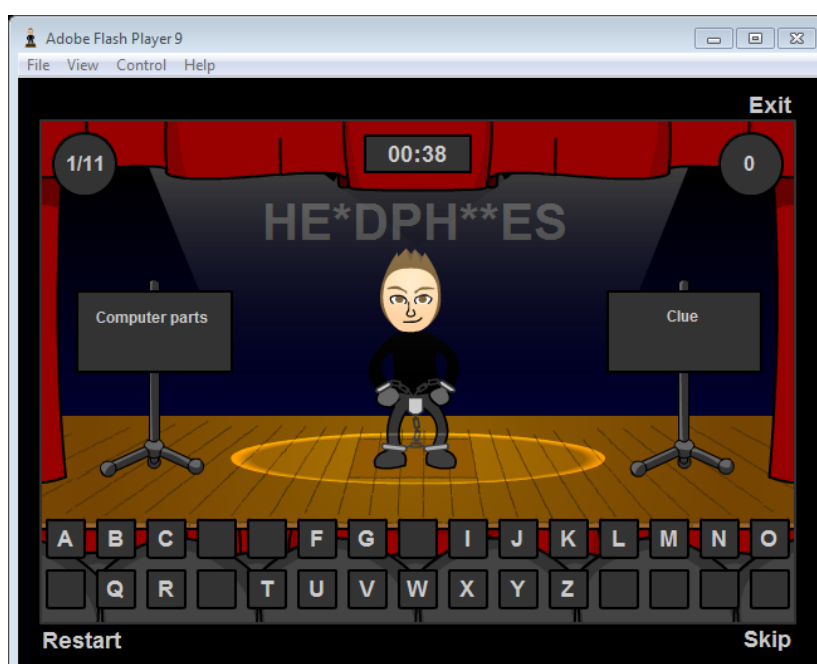 Adobe Flash Player 9
File View Control Help
Exit
1/11
00:38
0
HE*DPH**ES
Computer parts
Clue
A B C F G I J K L M N O
Q R T U V W X Y Z
Restart
Skip